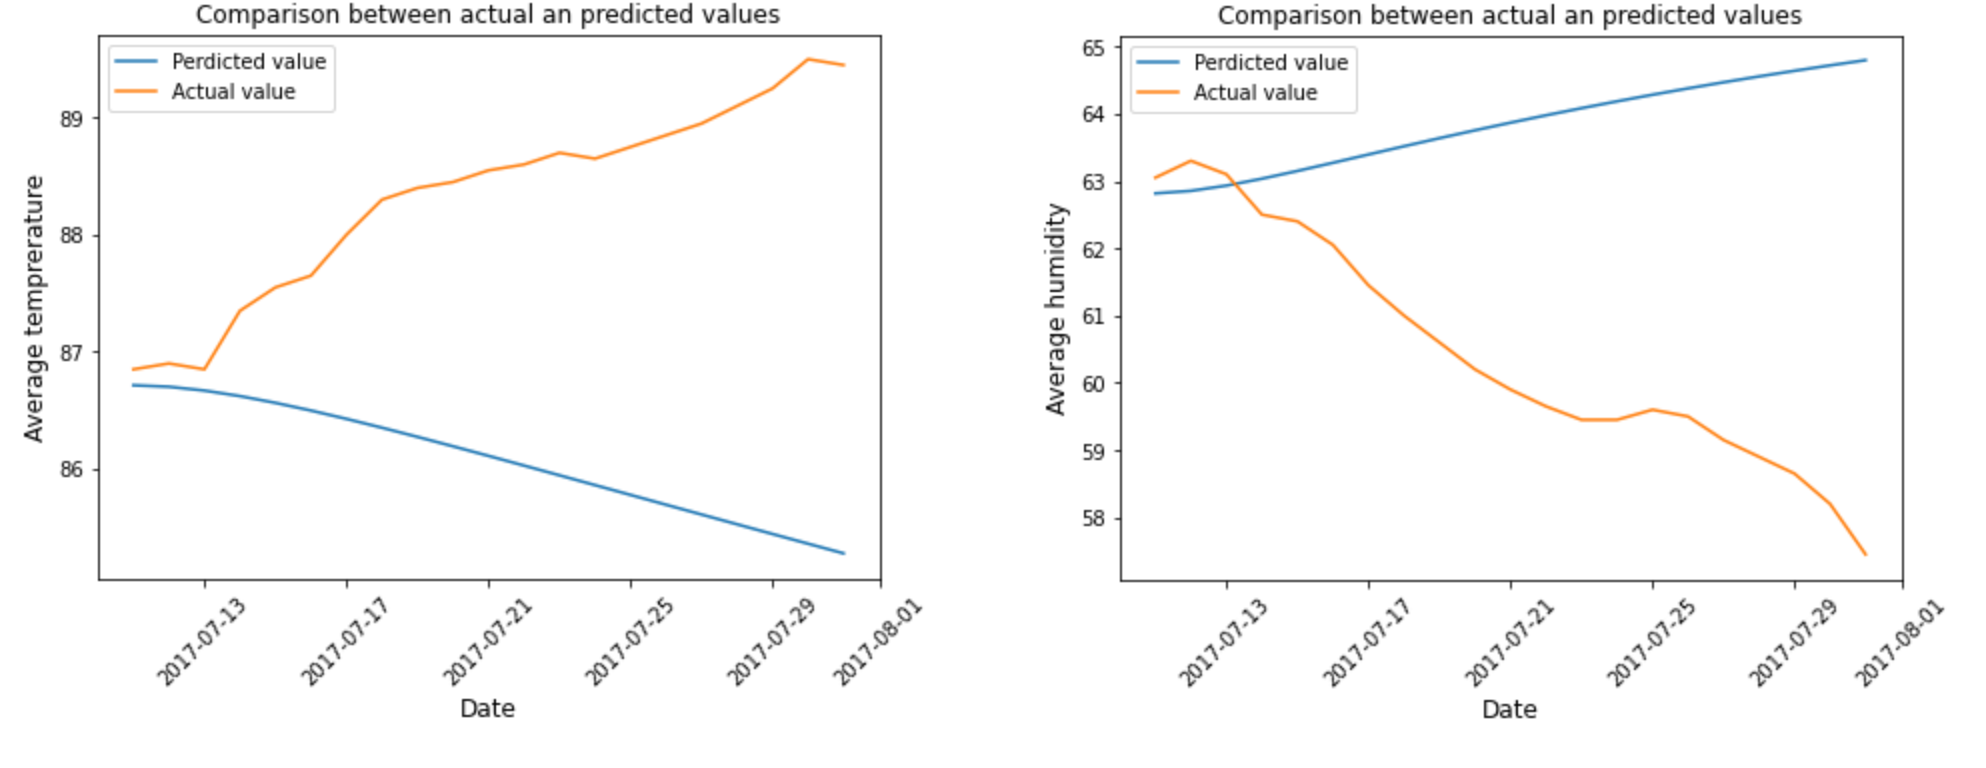 Comparison between actual an predicted values
Perdicted value
Actual value
Average temprerature
89
88
87
86
2017-07-13
2017-07-17
2017-07-21
2017-07-25
2017-07-29
2017-08-01
Date
Comparison between actual an predicted values
Perdicted value
Actual value
Average humidity
65
64
63
62
61
60
59
58
2017-07-13
2017-07-17
2017-07-21
2017-07-25
2017-07-29
2017-08-01
Date